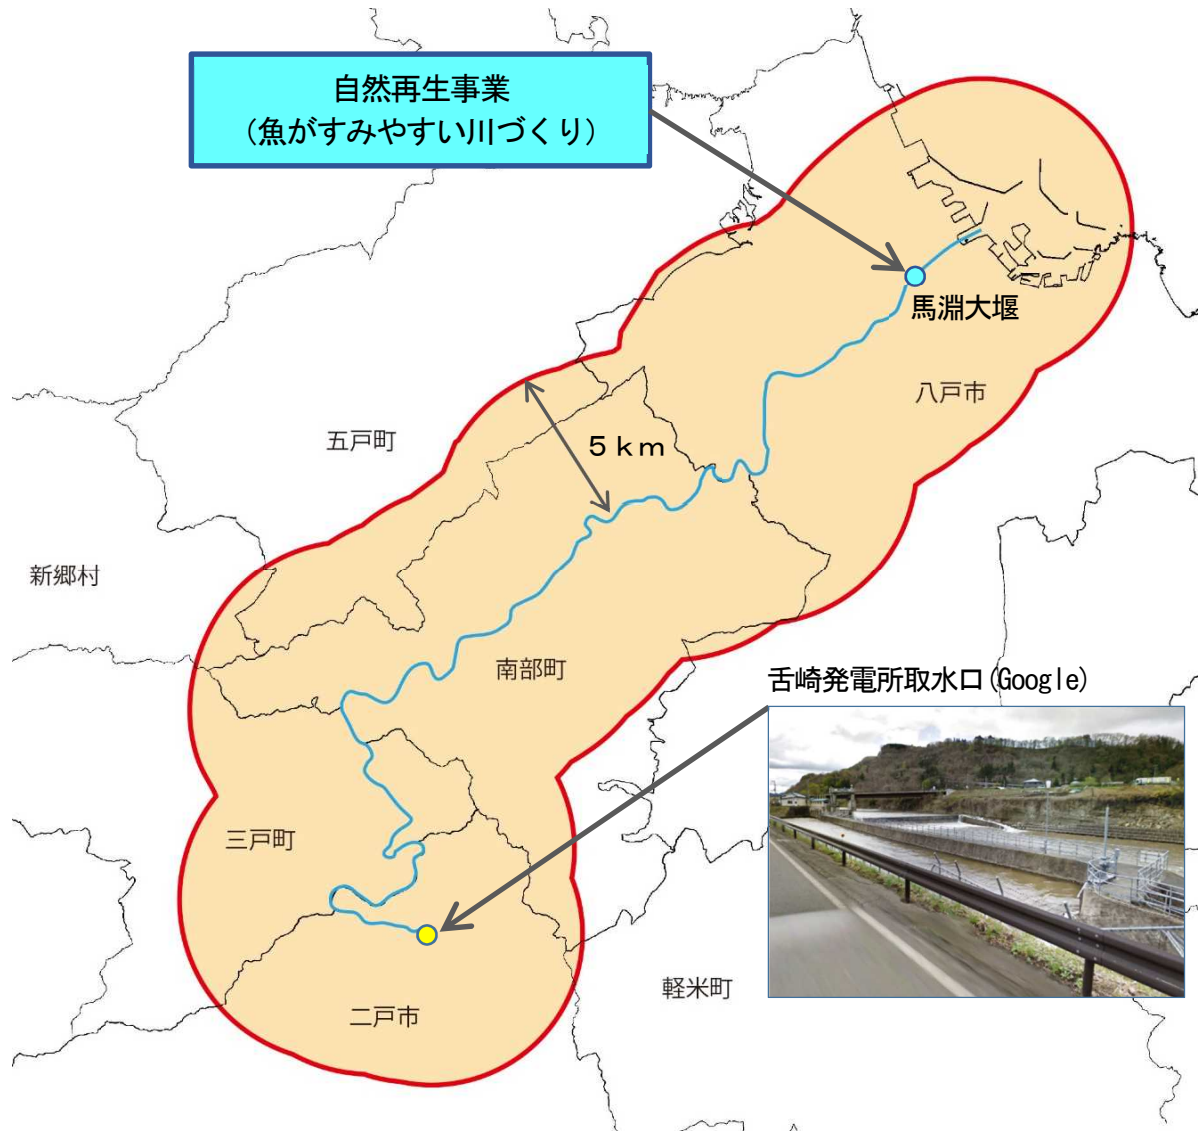 自然再生事業
(魚がすみやすい川づくり)
馬淵大堰
八戸市
五戸町
5km
新郷村
南部町
舌崎発電所取水口(Google)
三戸町
軽米町
二戸市